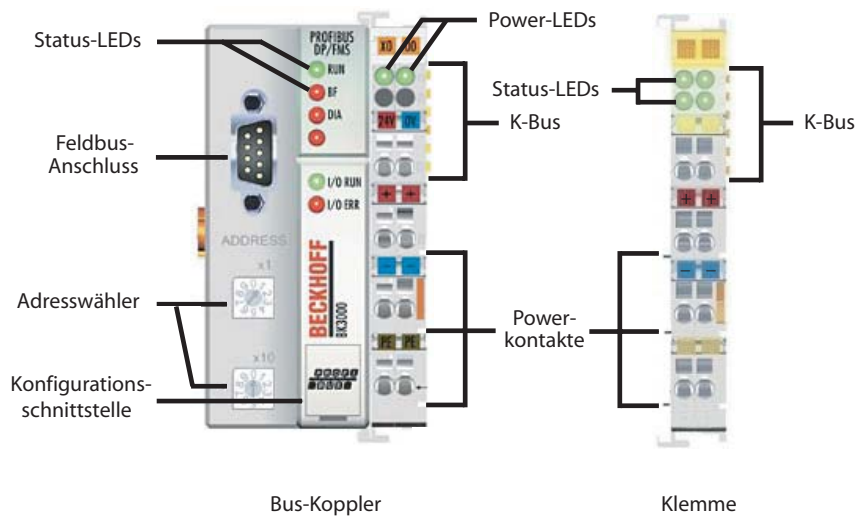 Status-LEDs
Power-LEDs
Status-LEDs
K-Bus
K-Bus
Feldbus-
Anschluss
Adresswähler
Konfigurations-
schnittstelle
Power-
kontakte
PROFIBUS
DP/FMS
RUN
BF
DIA
I/O RUN
I/O ERR
BECKHOFF
BK3000
ADDRESS
x1
x10
24V 0V
+ +
– –
PE PE
+ +
– –
Bus-Koppler
Klemme